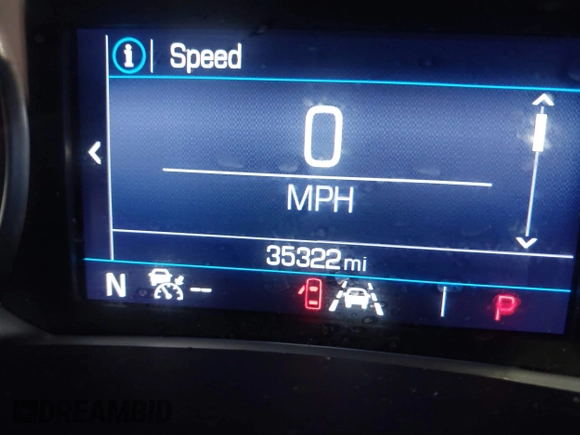 Speed
0
MPH
35322 mi
N -- P
DREAMBID